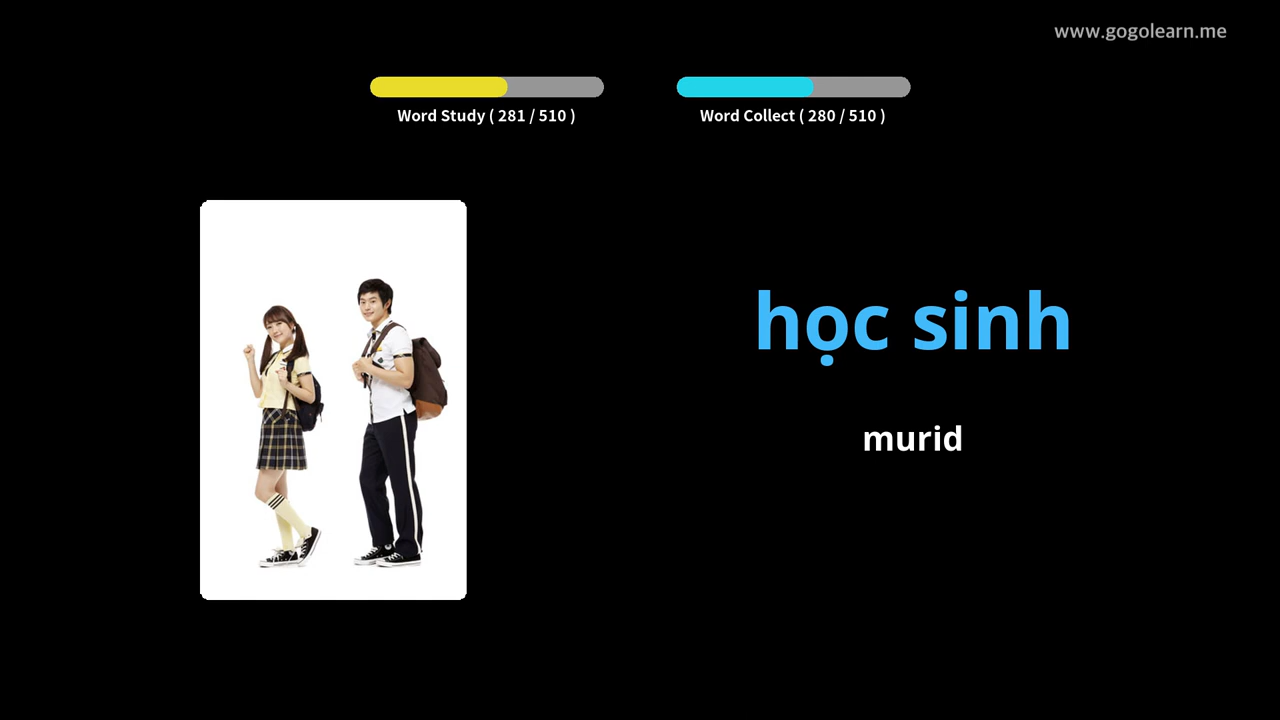 www.gogolearn.me
Word Study ( 281 / 510 )
Word Collect ( 280 / 510 )
học sinh
murid